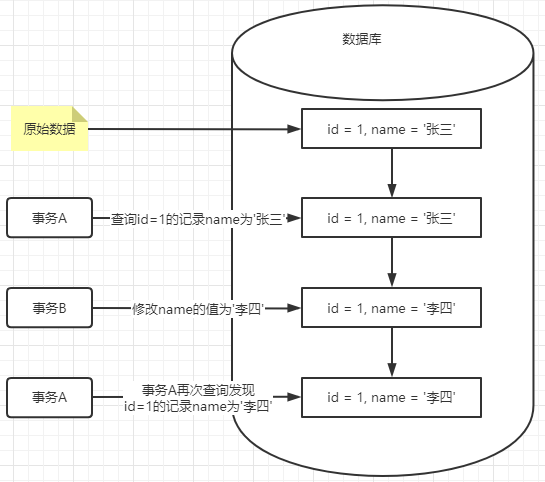 数据库
原始数据
id = 1, name = '张三'
事务A
查询id=1的记录name为'张三'
id = 1, name = '张三'
事务B
修改name的值为'李四'
id = 1, name = '李四'
事务A
事务A再次查询发现
id=1的记录name为'李四'
id = 1, name = '李四'